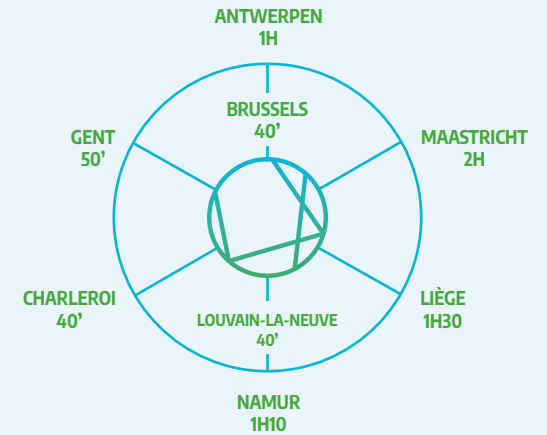 ANTWERPEN
1H
BRUSSELS
40’
GENT
50’
MAASTRICHT
2H
CHARLEROI
40’
LIÈGE
1H30
LOUVAIN-LA-NEUVE
40’
NAMUR
1H10